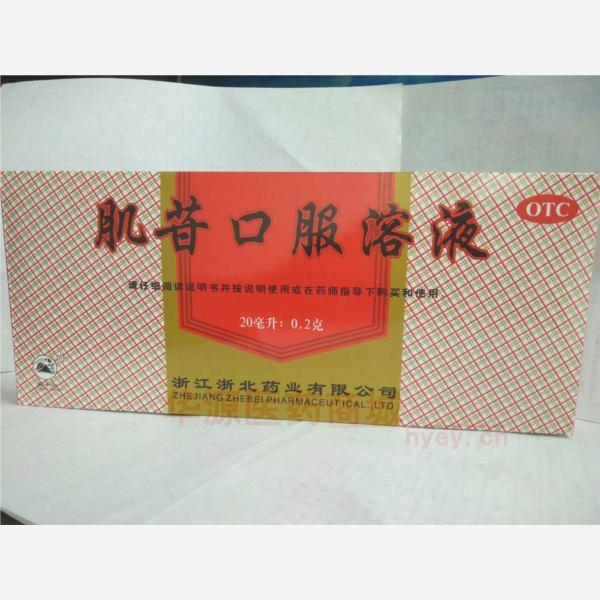 肌苷口服溶液
OTC
请仔细阅读说明书并按说明使用或在药师指导下购买和使用。
20毫升：0.2克
浙江浙北药业有限公司
ZHEJIANG ZHEBEI PHARMACEUTICAL.,LTD
华源医药商城
hyey.cn